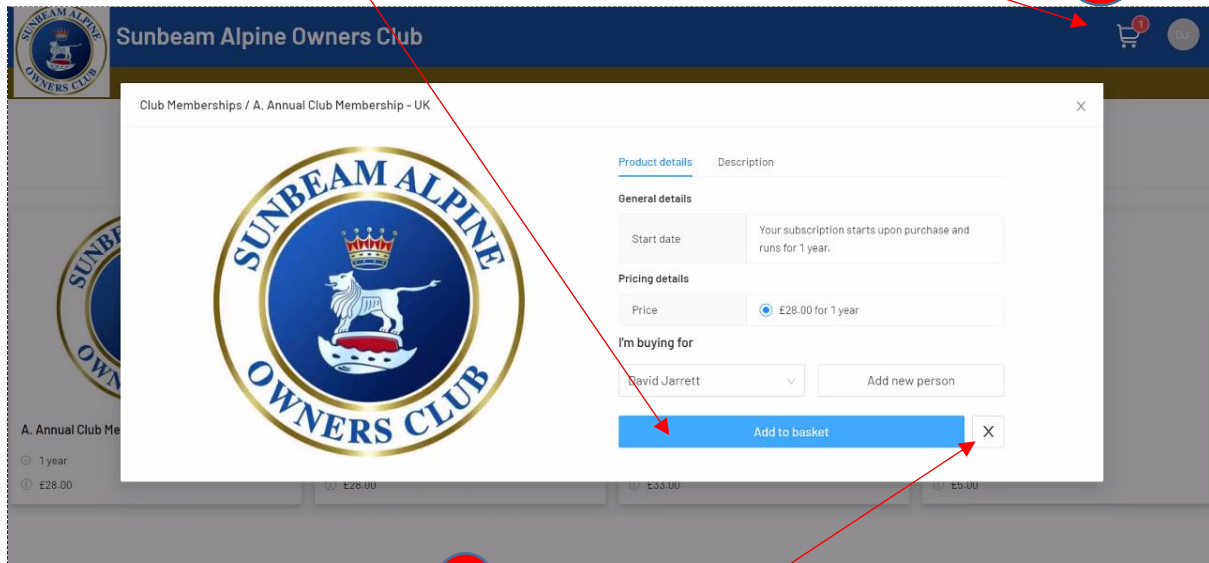 SUNBEAM ALPINE
OWNERS CLUB
Sunbeam Alpine Owners Club
1
DJ
Club Memberships / A. Annual Club Membership - UK
X
SUNBEAM ALPINE
OWNERS CLUB
Product details Description
General details
Start date Your subscription starts upon purchase and
runs for 1 year.
Pricing details
Price £28.00 for 1 year
I'm buying for
David Jarrett Add new person
Add to basket X
A. Annual Club Me
1 year
£28.00 £28.00 £33.00 £5.00